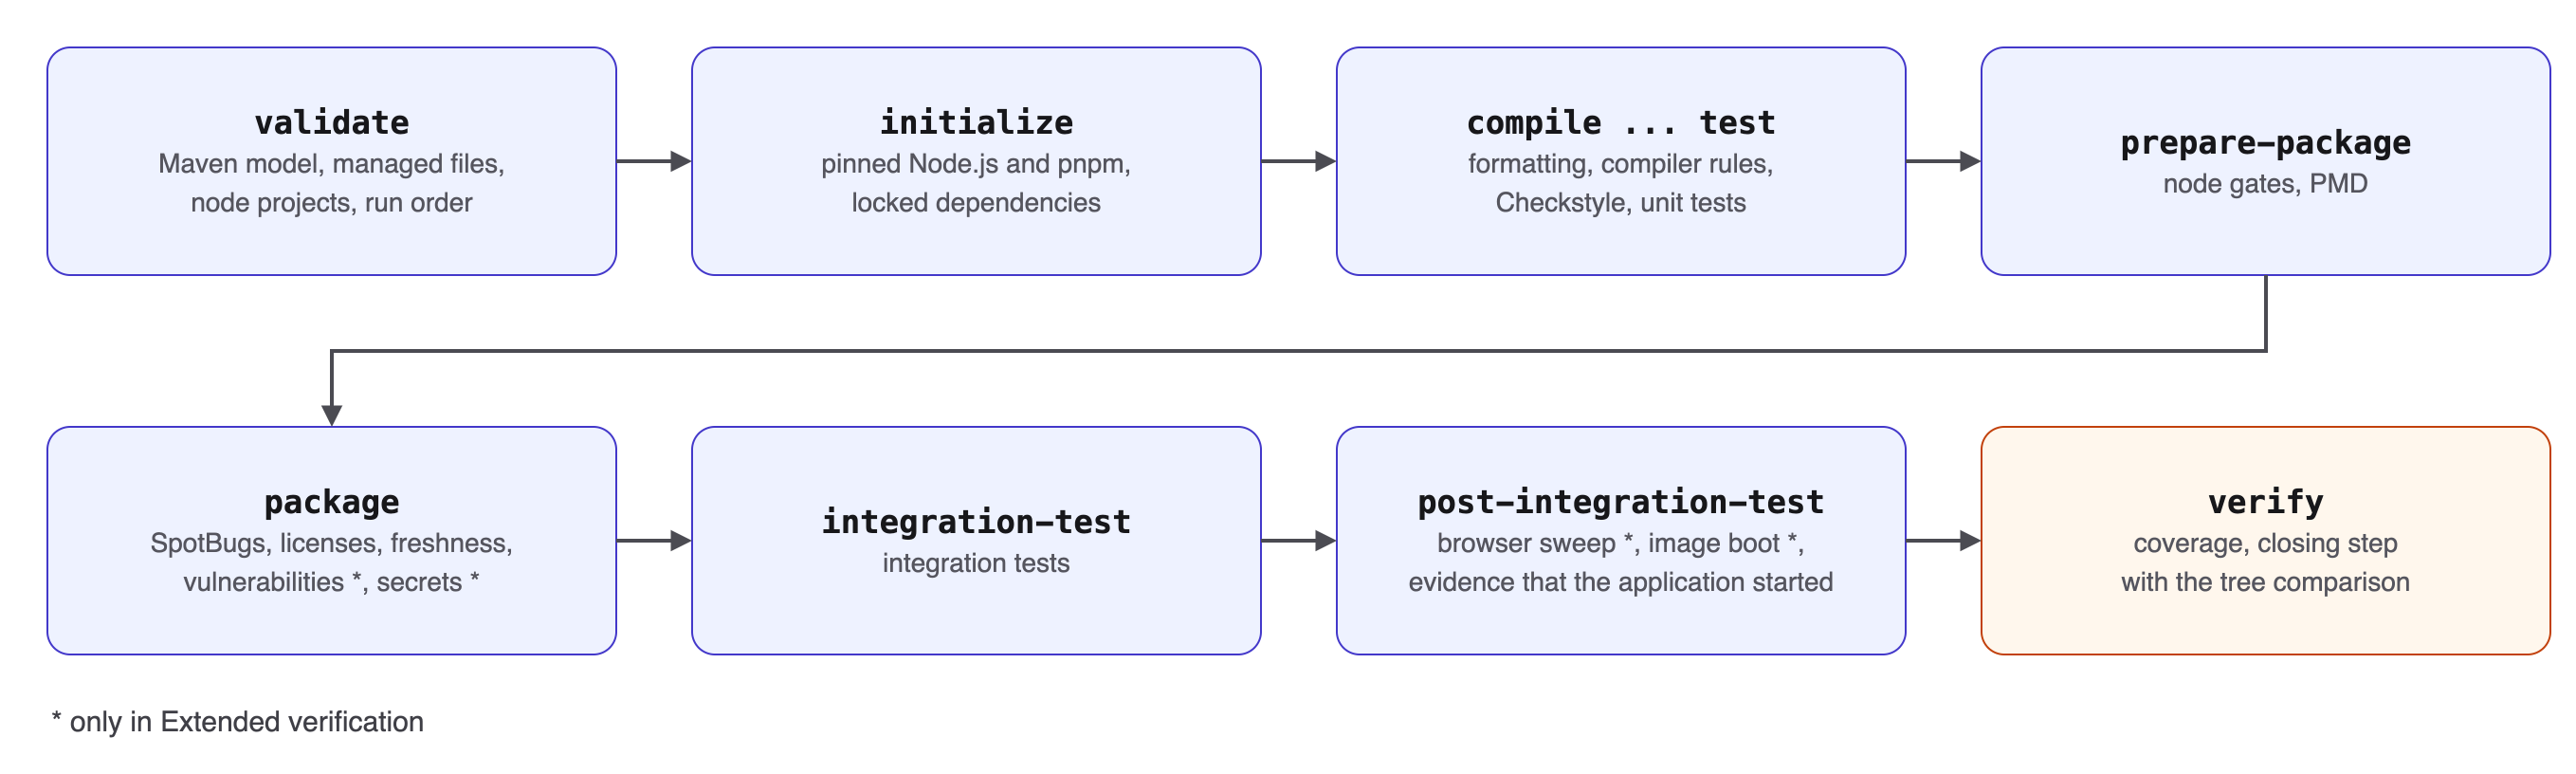 validate
Maven model, managed files,
node projects, run order
initialize
pinned Node.js and pnpm,
locked dependencies
compile ... test
formatting, compiler rules,
Checkstyle, unit tests
prepare-package
node gates, PMD
package
SpotBugs, licenses, freshness,
vulnerabilities *, secrets *
integration-test
integration tests
post-integration-test
browser sweep *, image boot *,
evidence that the application started
verify
coverage, closing step
with the tree comparison
* only in Extended verification